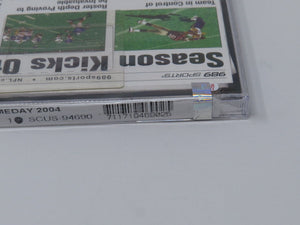 Team in Control of
Roster Depth Proving to
be Invaluable
989 SPORTS
Season Kicks Of
989sports.com
NFL
MEDAY 2004
SCUS-94690